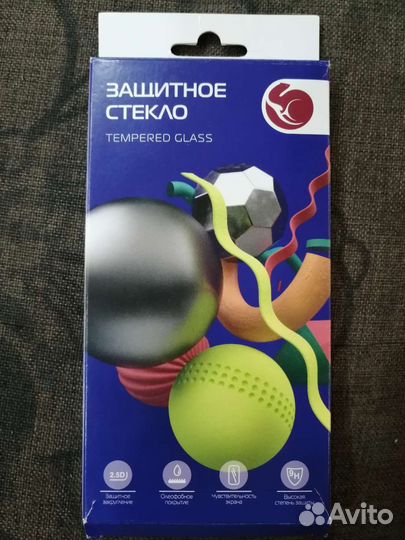 ЗАЩИТНОЕ
СТЕКЛО
TEMPERED GLASS
2.5D
9H
Защитное
закругление
Олеофобное
покрытие
Чувствительность
экрана
Высокая
степень защиты
Avito